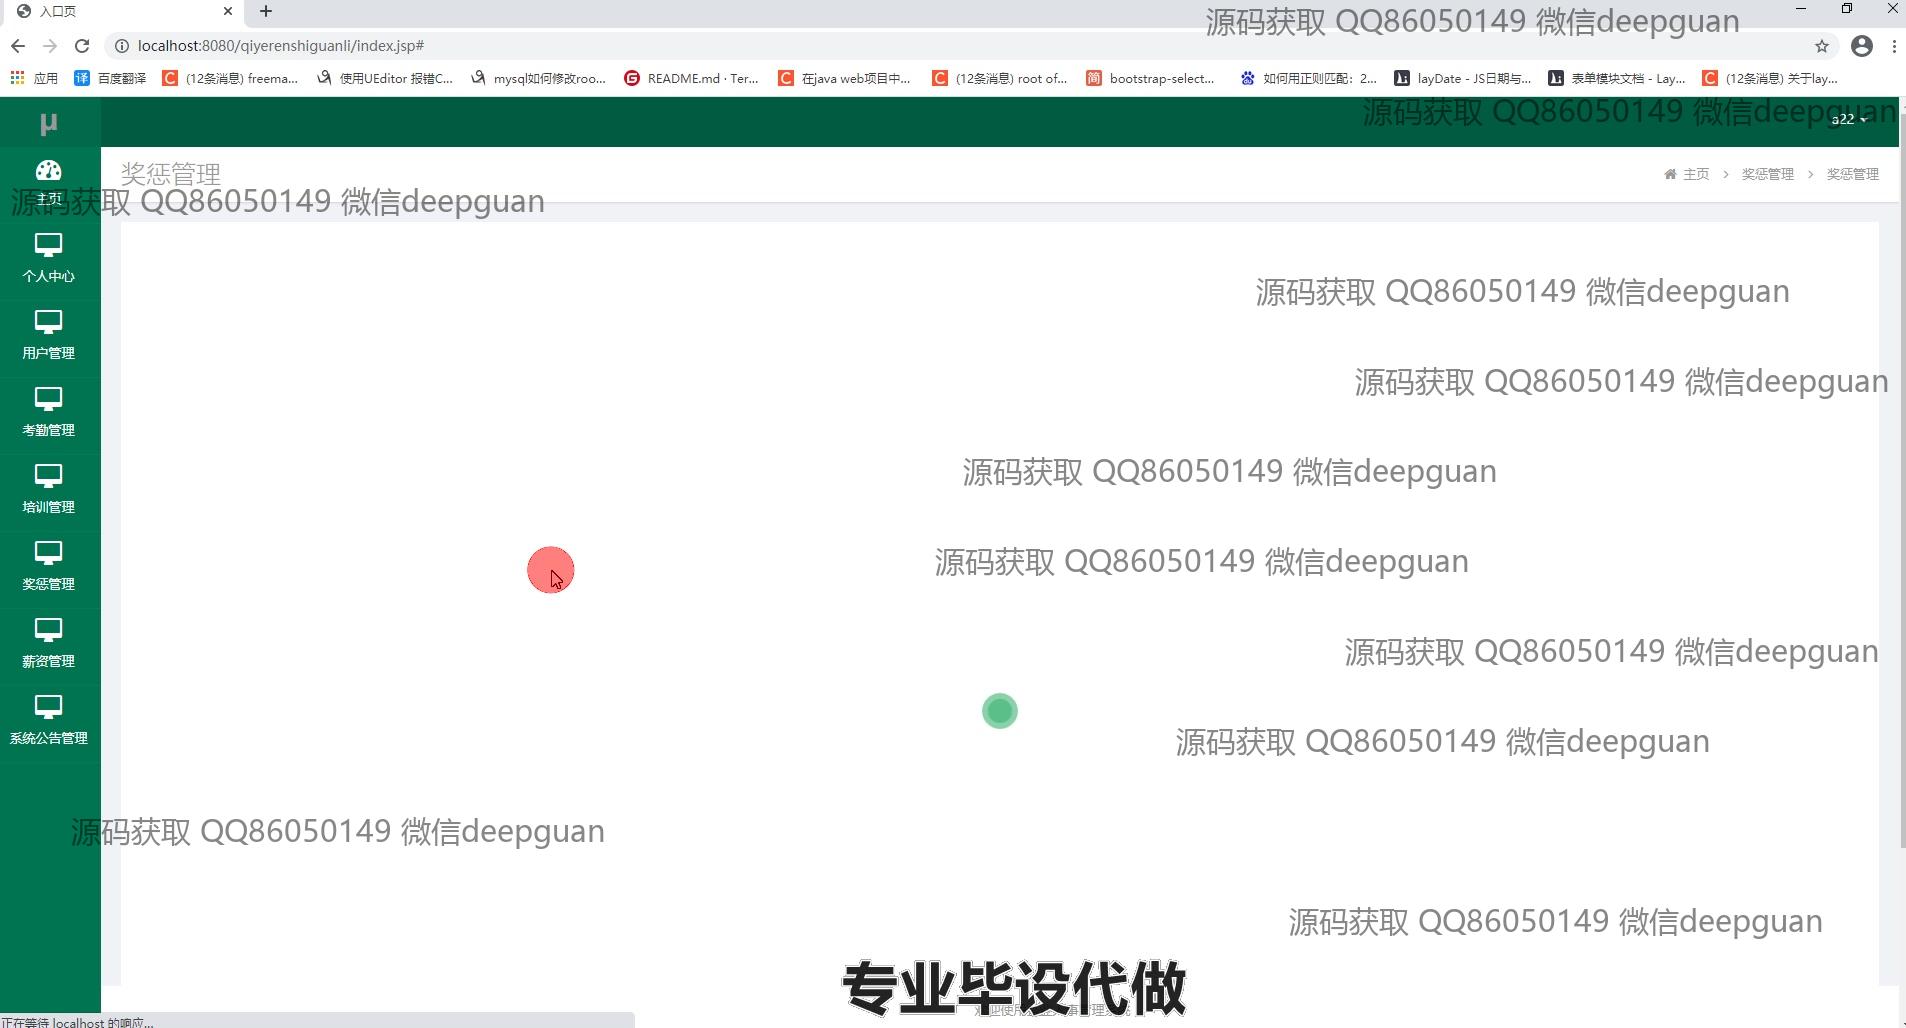 入口页
源码获取 QQ86050149 微信deepguan
localhost:8080/qiyerenshiguanli/index.jsp#
应用
译 百度翻译
(12条消息) freema...
使用UEditor 报错C...
mysql如何修改roo...
README.md · Ter...
在java web项目中...
(12条消息) root of...
简 bootstrap-select...
如何用正则匹配：2...
layDate - JS日期与...
表单模块文档 - Lay...
(12条消息) 关于lay...
μ
源码获取 QQ86050149 微信deepguan
a22
奖惩管理
主页 > 奖惩管理 > 奖惩管理
主页
源码获取 QQ86050149 微信deepguan
个人中心
源码获取 QQ86050149 微信deepguan
用户管理
源码获取 QQ86050149 微信deepguan
考勤管理
源码获取 QQ86050149 微信deepguan
培训管理
源码获取 QQ86050149 微信deepguan
奖惩管理
源码获取 QQ86050149 微信deepguan
薪资管理
源码获取 QQ86050149 微信deepguan
系统公告管理
源码获取 QQ86050149 微信deepguan
源码获取 QQ86050149 微信deepguan
专业毕设代做
正在等待 localhost 的响应...